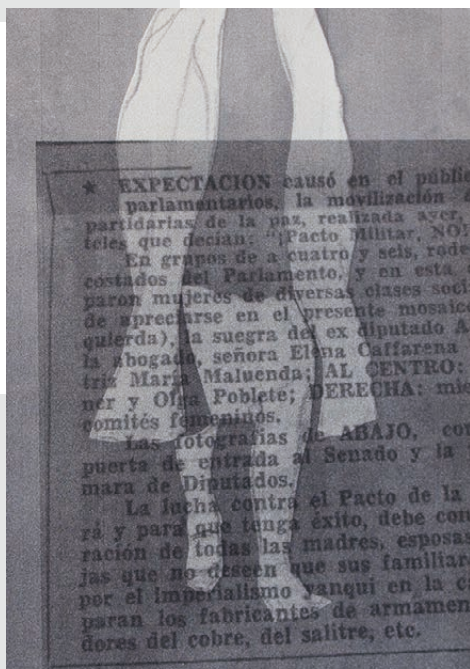 ★ EXPECTACION causó en el públic
parlamentarios, la movilización
partidarias de la paz, realizada ayer,
teles que decían: "¡Pacto Militar, NO!
En grupos de a cuatro y seis, rode
costados del Parlamento, y en esta
paron mujeres de diversas clases soci
de apreciarse en el presente mosaic
quierda), la suegra del ex diputado A
la abogado, señora Elena Caffarena
triz María Maluenda; AL CENTRO:
ner y Olga Poblete; DERECHA: mie
comités femeninos.
Las fotografías de ABAJO, cor
puerta de entrada al Senado y la
mara de Diputados.
La lucha contra el Pacto de la
rá y para que tenga éxito, debe con
ración de todas las madres, esposas
jas que no deseen que sus familiar
por el imperialismo yanqui en la
paran los fabricantes de armamen
dores del cobre, del salitre, etc.